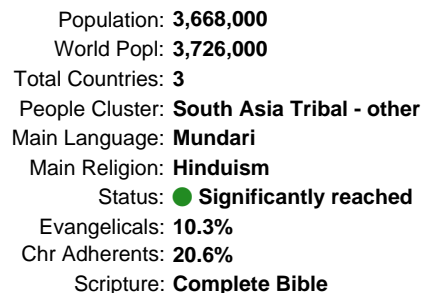 Population: 3,668,000
World Popl: 3,726,000
Total Countries: 3
People Cluster: South Asia Tribal - other
Main Language: Mundari
Main Religion: Hinduism
Status: Significantly reached
Evangelicals: 10.3%
Chr Adherents: 20.6%
Scripture: Complete Bible